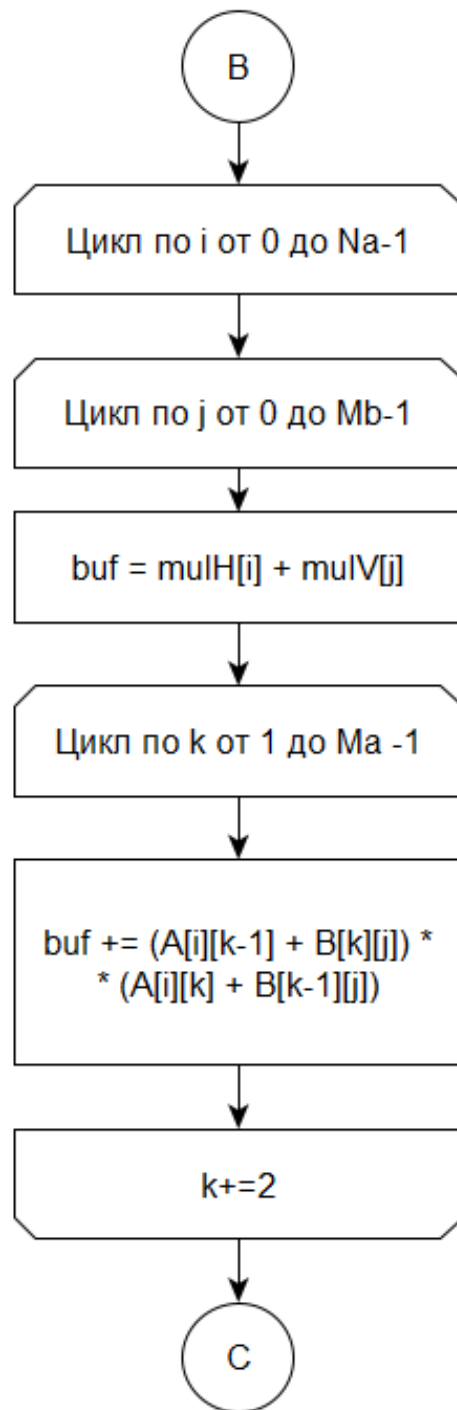 B
Цикл по i от 0 до Na-1
Цикл по j от 0 до Mb-1
buf = mulH[i] + mulV[j]
Цикл по k от 1 до Ma -1
buf += (A[i][k-1] + B[k][j]) *
* (A[i][k] + B[k-1][j])
k+=2
C